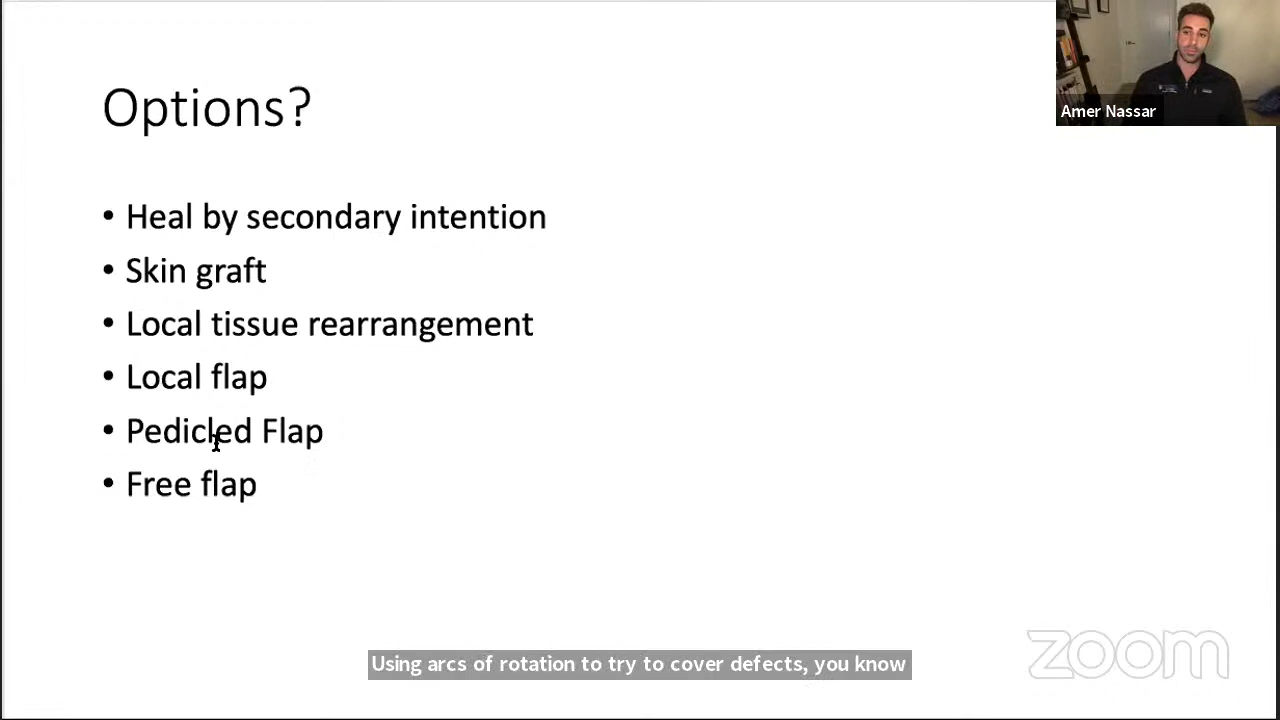 Options?
• Heal by secondary intention
• Skin graft
• Local tissue rearrangement
• Local flap
• Pedicled Flap
• Free flap
Amer Nassar
Using arcs of rotation to try to cover defects, you know
zoom